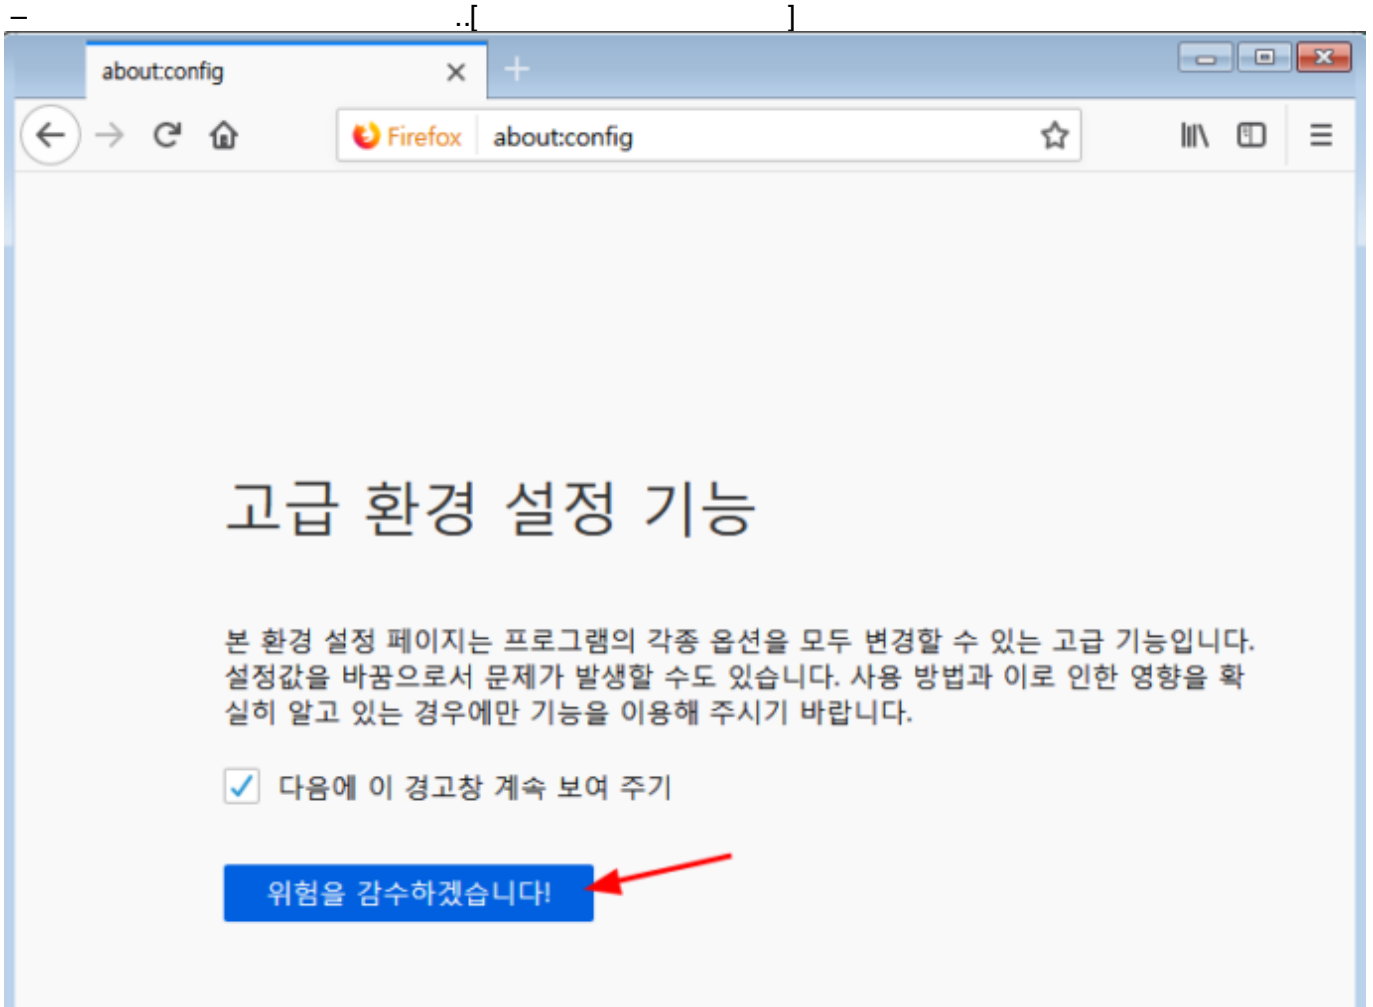 – ..[ ]
about:config
Firefox about:config
고급 환경 설정 기능
본 환경 설정 페이지는 프로그램의 각종 옵션을 모두 변경할 수 있는 고급 기능입니다.
설정값을 바꿈으로서 문제가 발생할 수도 있습니다. 사용 방법과 이로 인한 영향을 확
실히 알고 있는 경우에만 기능을 이용해 주시기 바랍니다.
다음에 이 경고창 계속 보여 주기
위험을 감수하겠습니다!